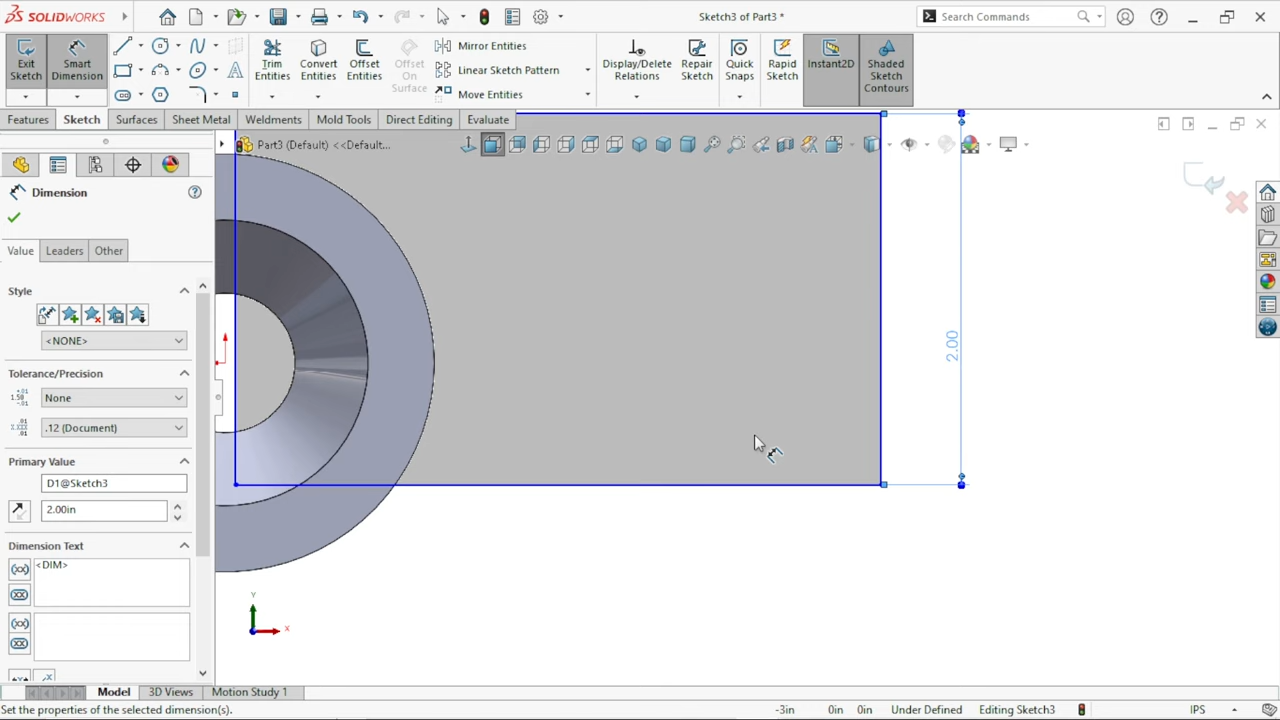 SOLIDWORKS
Sketch3 of Part3 *
Search Commands
Exit Sketch
Smart Dimension
Trim Entities
Convert Entities
Offset Entities
Offset On Surface
Mirror Entities
Linear Sketch Pattern
Move Entities
Display/Delete Relations
Repair Sketch
Quick Snaps
Rapid Sketch
Instant2D
Shaded Sketch Contours
Features
Sketch
Surfaces
Sheet Metal
Weldments
Mold Tools
Direct Editing
Evaluate
Part3 (Default) <<Default...
Dimension
Value
Leaders
Other
Style
<NONE>
Tolerance/Precision
None
.12 (Document)
Primary Value
D1@Sketch3
2.00in
Dimension Text
<DIM>
2.00
Y
X
Model
3D Views
Motion Study 1
Set the properties of the selected dimension(s).
-3in
0in
0in
Under Defined
Editing Sketch3
IPS